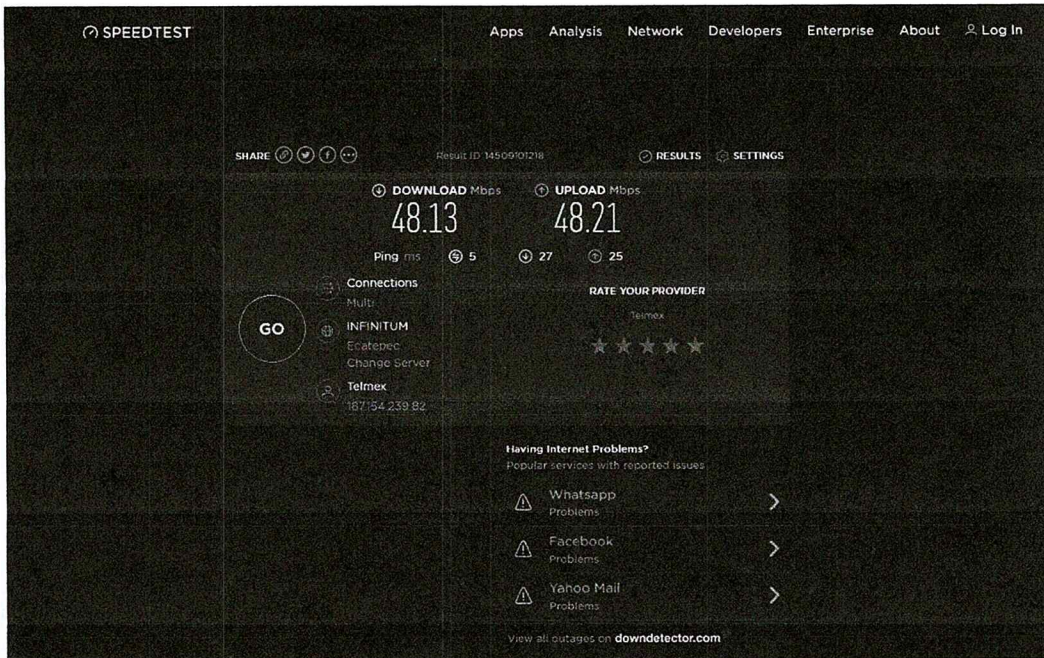 SPEEDTEST
Apps Analysis Network Developers Enterprise About Log In
SHARE Result ID 14509101218 RESULTS SETTINGS
DOWNLOAD Mbps UPLOAD Mbps
48.13 48.21
Ping ms 5 27 25
Connections
Multi
GO
INFINITUM
Ecatepec
Change Server
Telmex
187.154.239.82
RATE YOUR PROVIDER
Telmex
Having Internet Problems?
Popular services with reported issues
Whatsapp
Problems
Facebook
Problems
Yahoo Mail
Problems
View all outages on downdetector.com